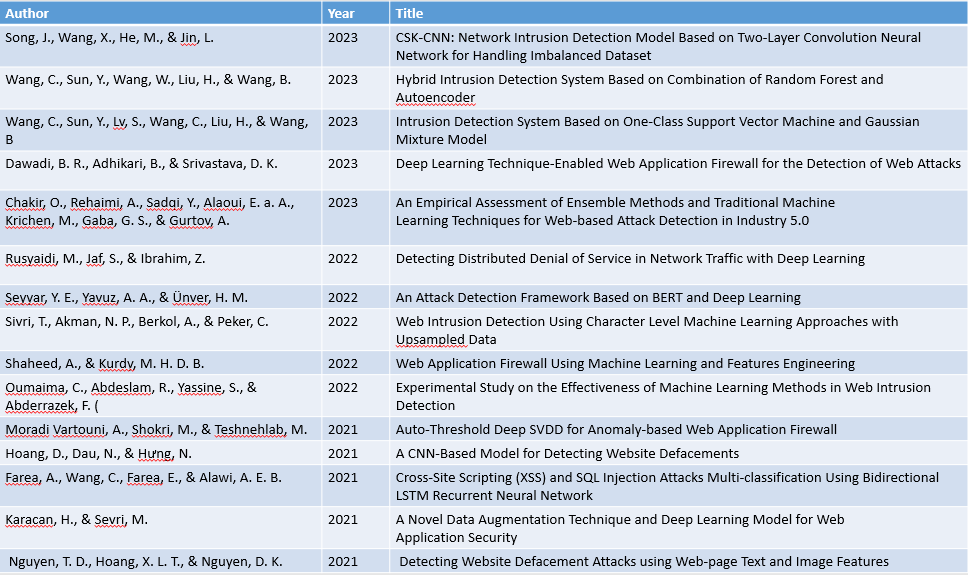 Author Year Title
Song, J., Wang, X., He, M., & Jin, L. 2023 CSK-CNN: Network Intrusion Detection Model Based on Two-Layer Convolution Neural
Network for Handling Imbalanced Dataset
Wang, C., Sun, Y., Wang, W., Liu, H., & Wang, B. 2023 Hybrid Intrusion Detection System Based on Combination of Random Forest and
Autoencoder
Wang, C., Sun, Y., Lv, S., Wang, C., Liu, H., & Wang, 2023 Intrusion Detection System Based on One-Class Support Vector Machine and Gaussian
B Mixture Model
Dawadi, B. R., Adhikari, B., & Srivastava, D. K. 2023 Deep Learning Technique-Enabled Web Application Firewall for the Detection of Web Attacks
Chakir, O., Rehaimi, A., Sadqi, Y., Alaoui, E. a. A., 2023 An Empirical Assessment of Ensemble Methods and Traditional Machine
Krichen, M., Gaba, G. S., & Gurtov, A. Learning Techniques for Web-based Attack Detection in Industry 5.0
Rusyaidi, M., Jaf, S., & Ibrahim, Z. 2022 Detecting Distributed Denial of Service in Network Traffic with Deep Learning
Seyyar, Y. E., Yavuz, A. A., & Ünver, H. M. 2022 An Attack Detection Framework Based on BERT and Deep Learning
Sivri, T., Akman, N. P., Berkol, A., & Peker, C. 2022 Web Intrusion Detection Using Character Level Machine Learning Approaches with
Upsampled Data
Shaheed, A., & Kurdy, M. H. D. B. 2022 Web Application Firewall Using Machine Learning and Features Engineering
Oumaima, C., Abdeslam, R., Yassine, S., & 2022 Experimental Study on the Effectiveness of Machine Learning Methods in Web Intrusion
Abderrazek, F. ( Detection
Moradi Vartouni, A., Shokri, M., & Teshnehlab, M. 2021 Auto-Threshold Deep SVDD for Anomaly-based Web Application Firewall
Hoang, D., Dau, N., & Hưng, N. 2021 A CNN-Based Model for Detecting Website Defacements
Farea, A., Wang, C., Farea, E., & Alawi, A. E. B. 2021 Cross-Site Scripting (XSS) and SQL Injection Attacks Multi-classification Using Bidirectional
LSTM Recurrent Neural Network
Karacan, H., & Sevri, M. 2021 A Novel Data Augmentation Technique and Deep Learning Model for Web
Application Security
Nguyen, T. D., Hoang, X. L. T., & Nguyen, D. K. 2021 Detecting Website Defacement Attacks using Web-page Text and Image Features